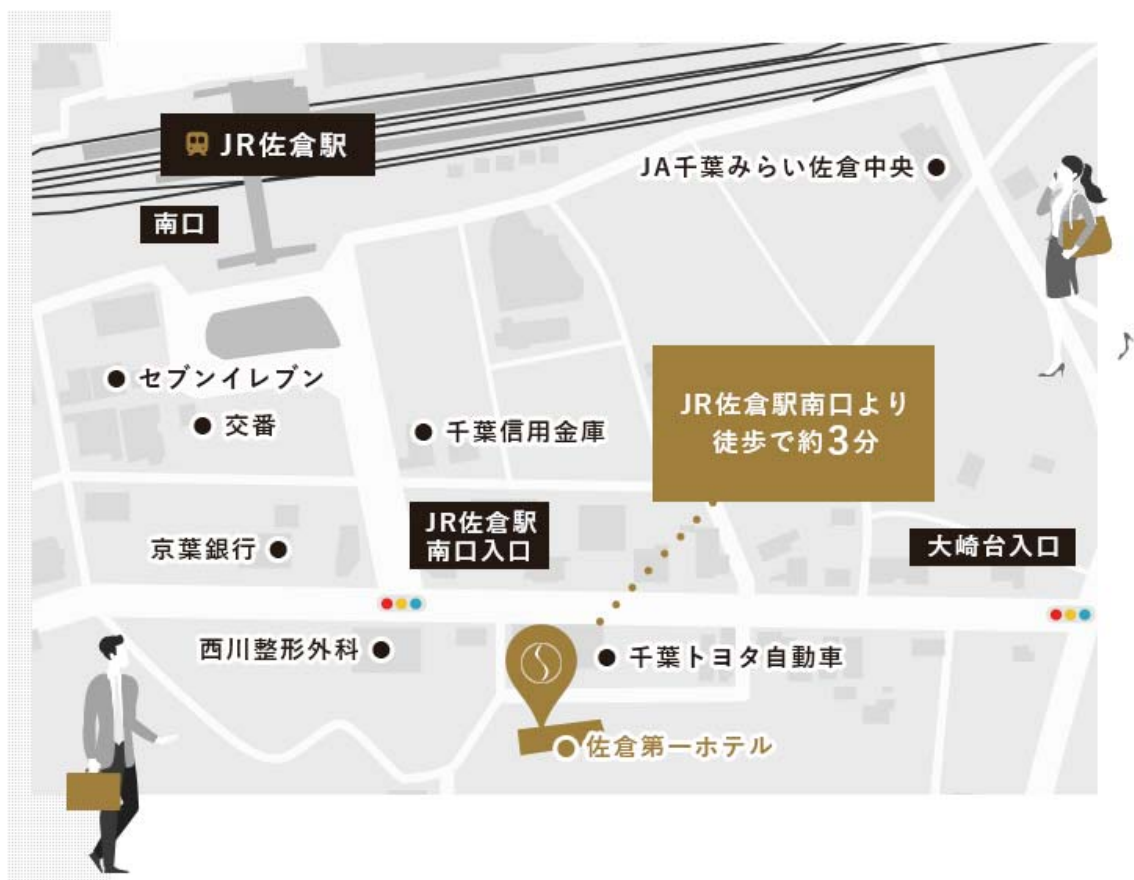 JR佐倉駅
南口
JA千葉みらい佐倉中央
セブンイレブン
交番
千葉信用金庫
JR佐倉駅南口より
徒歩で約3分
JR佐倉駅
南口入口
京葉銀行
大崎台入口
西川整形外科
千葉トヨタ自動車
佐倉第一ホテル